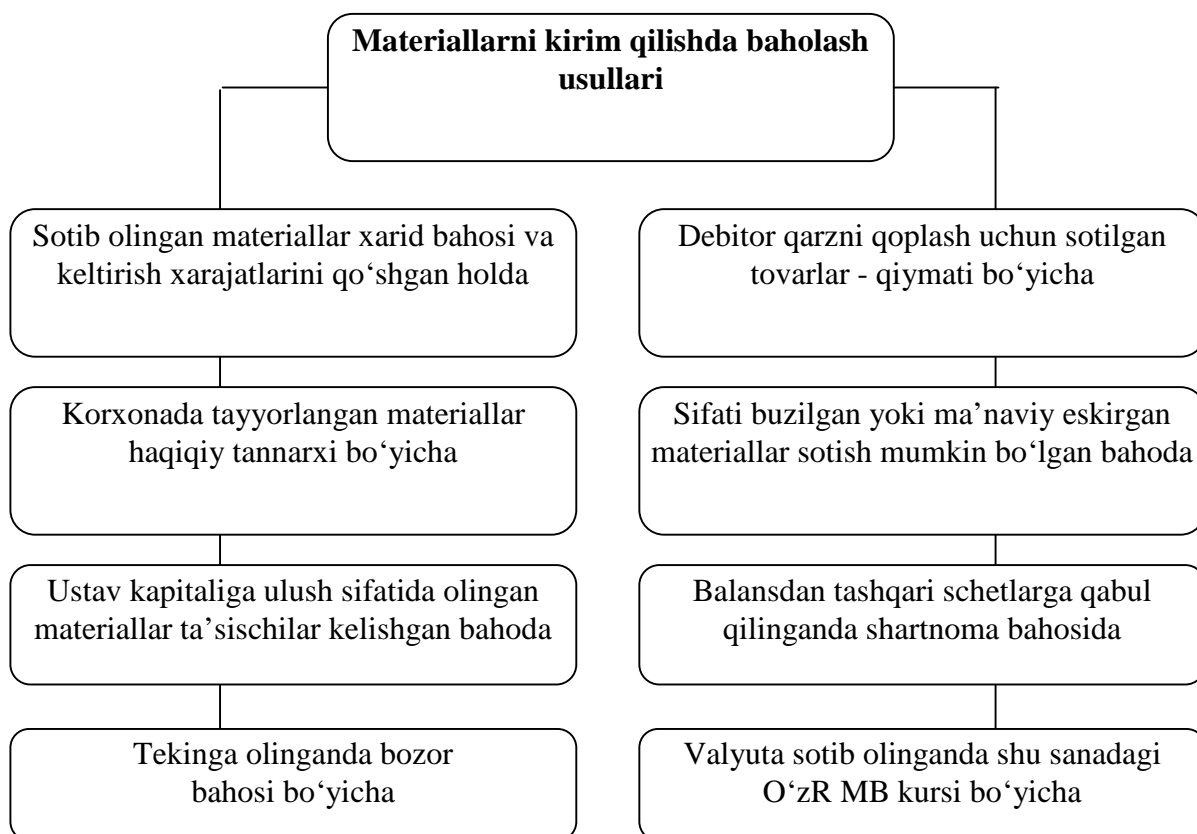 Materiallarni kirim qilishda baholash
usullari
Sotib olingan materiallar xarid bahosi va
keltirish xarajatlarini qo‘shgan holda
Korxonada tayyorlangan materiallar
haqiqiy tannarxi bo‘yicha
Ustav kapitaliga ulush sifatida olingan
materiallar ta’sischilar kelishgan bahoda
Tekinga olinganda bozor
bahosi bo‘yicha
Debitor qarzni qoplash uchun sotilgan
tovarlar - qiymati bo‘yicha
Sifati buzilgan yoki ma’naviy eskirgan
materiallar sotish mumkin bo‘lgan bahoda
Balansdan tashqari schetlarga qabul
qilinganda shartnoma bahosida
Valyuta sotib olinganda shu sanadagi
O‘zR MB kursi bo‘yicha